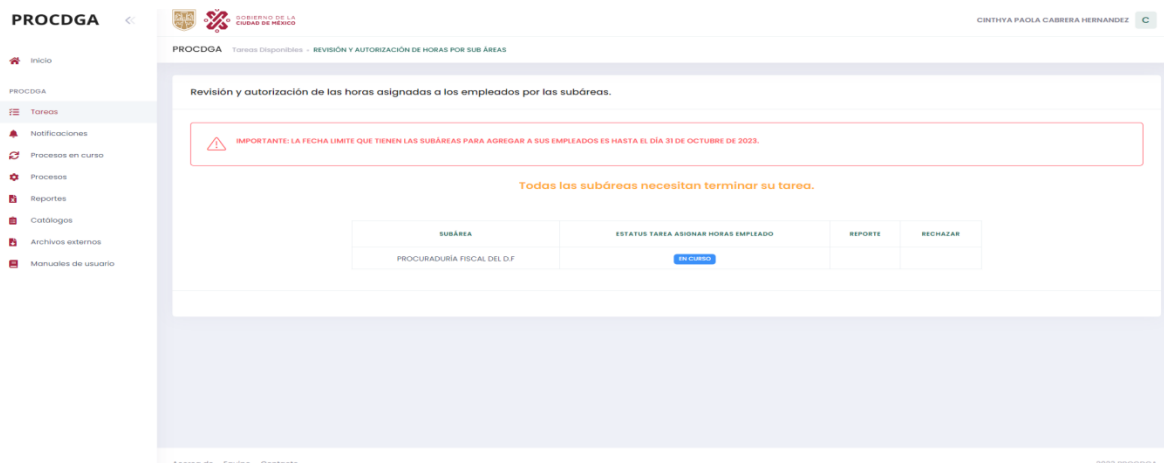 PROCDGA
GOBIERNO DE LA
CIUDAD DE MÉXICO
CINTHYA PAOLA CABRERA HERNANDEZ C
PROCDGA Tareas Disponibles - REVISIÓN Y AUTORIZACIÓN DE HORAS POR SUB ÁREAS
Inicio
PROCDGA
Tareas
Notificaciones
Procesos en curso
Procesos
Reportes
Catálogos
Archivos externos
Manuales de usuario
Revisión y autorización de las horas asignadas a los empleados por las subáreas.
IMPORTANTE: LA FECHA LIMITE QUE TIENEN LAS SUBÁREAS PARA AGREGAR A SUS EMPLEADOS ES HASTA EL DÍA 31 DE OCTUBRE DE 2023.
Todas las subáreas necesitan terminar su tarea.
SUBÁREA ESTATUS TAREA ASIGNAR HORAS EMPLEADO REPORTE RECHAZAR
PROCURADURÍA FISCAL DEL D.F EN CURSO